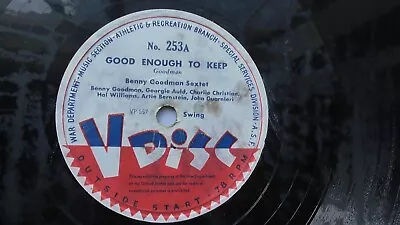 WAR DEPARTMENT - MUSIC SECTION - ATHLETIC & RECREATION BRANCH - SPECIAL SERVICES DIVISION - A.S.F.
No. 253A
GOOD ENOUGH TO KEEP
Goodman
Benny Goodman Sextet
Benny Goodman, Georgie Auld, Charlie Christian,
Hal Williams, Artie Bernstein, John Guarnieri
Swing
V Disc
OUTSIDE START - 78 RPM